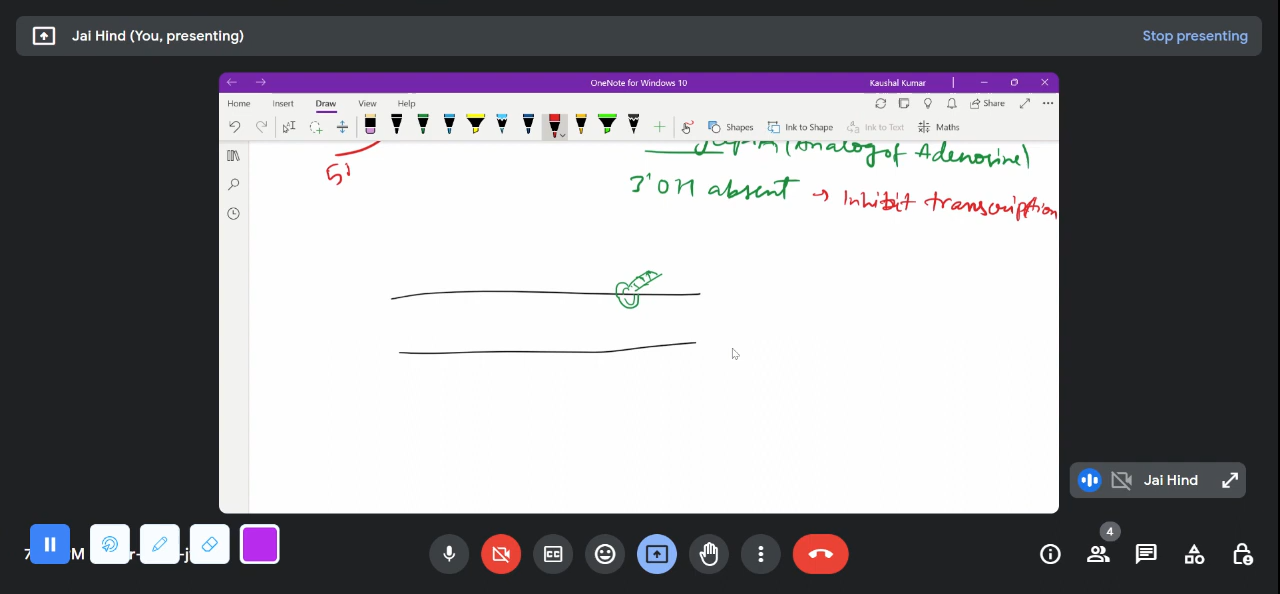 Jai Hind (You, presenting)
Stop presenting
OneNote for Windows 10
Kaushal Kumar
Home Insert Draw View Help
Share
Shapes Ink to Shape Ink to Text Maths
(Analog of Adenosine)
5'
3' OH absent → Inhibit transcription
Jai Hind
4